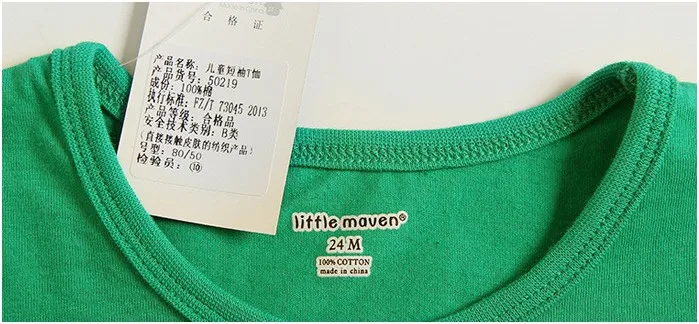 合格证
产品名称：儿童短袖T恤
产品货号：50219
成份：100%棉
执行标准：FZ/T 73045 2013
产品等级：合格品
安全技术类别：B类
（直接接触皮肤的纺织产品）
号型：80/50
检验员：⑩
little maven®
24 M
100% COTTON
made in china